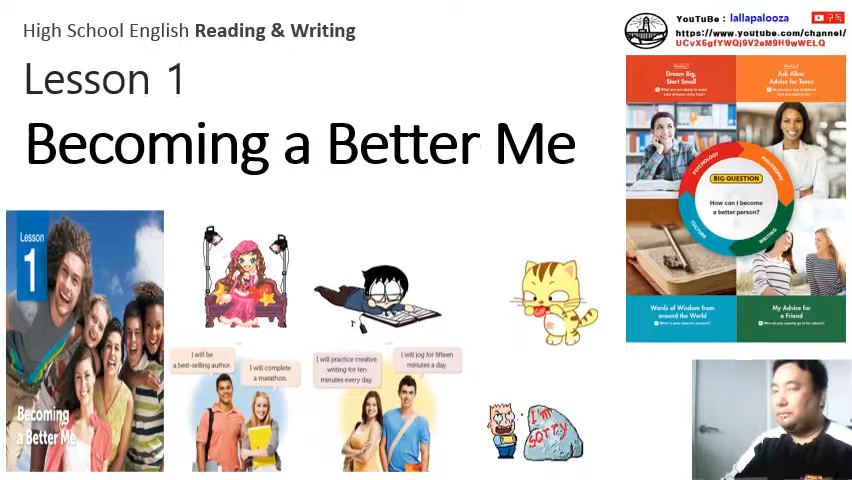 High School English Reading & Writing
Lesson 1
Becoming a Better Me
YouTuBe : lallapalooza
구독
https://www.youtube.com/channel/
UCvX6gfYWQj9V2eM9H9wWELQ
Dream Big,
Start Small
Ask Alice:
Advice for Teens
PSYCHOLOGY
PHILOSOPHY
BIG QUESTION
How can I become
a better person?
CULTURE
WRITING
Words of Wisdom from
around the World
My Advice for
a Friend
Lesson
1
Becoming
a Better Me
I will be
a best-selling author.
I will complete
a marathon.
I will practice creative
writing for ten
minutes every day.
I will jog for fifteen
minutes a day.
I'm
SORRY